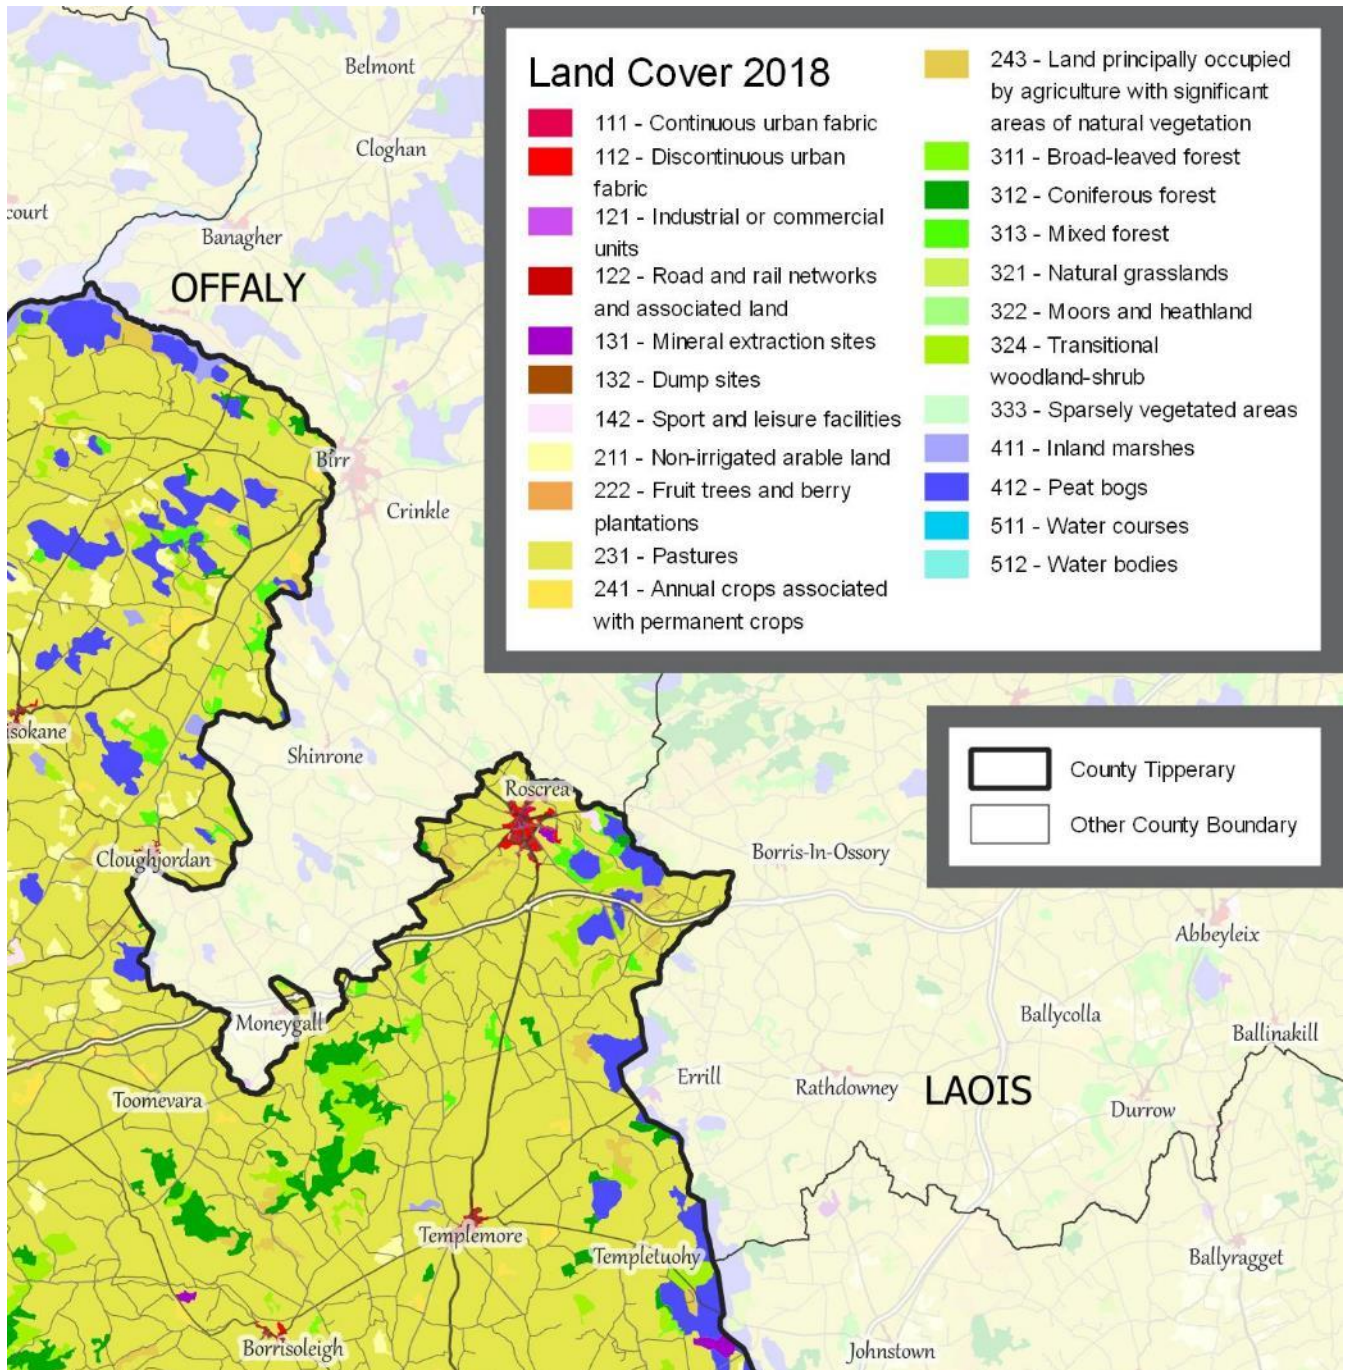 Belmont
Cloghan
court
Banagher
OFFALY
Birr
Crinkle
isokane
Shinrone
Roscrea
Cloughjordan
Borris-In-Ossory
Abbeyleix
Moneygall
Ballycolla
Ballinakill
Errill
Rathdowney
LAOIS
Durrow
Toomevara
Templemore
Templetuohy
Ballyragget
Borrisoleigh
Johnstown
Land Cover 2018
111 - Continuous urban fabric
112 - Discontinuous urban
fabric
121 - Industrial or commercial
units
122 - Road and rail networks
and associated land
131 - Mineral extraction sites
132 - Dump sites
142 - Sport and leisure facilities
211 - Non-irrigated arable land
222 - Fruit trees and berry
plantations
231 - Pastures
241 - Annual crops associated
with permanent crops
243 - Land principally occupied
by agriculture with significant
areas of natural vegetation
311 - Broad-leaved forest
312 - Coniferous forest
313 - Mixed forest
321 - Natural grasslands
322 - Moors and heathland
324 - Transitional
woodland-shrub
333 - Sparsely vegetated areas
411 - Inland marshes
412 - Peat bogs
511 - Water courses
512 - Water bodies
County Tipperary
Other County Boundary